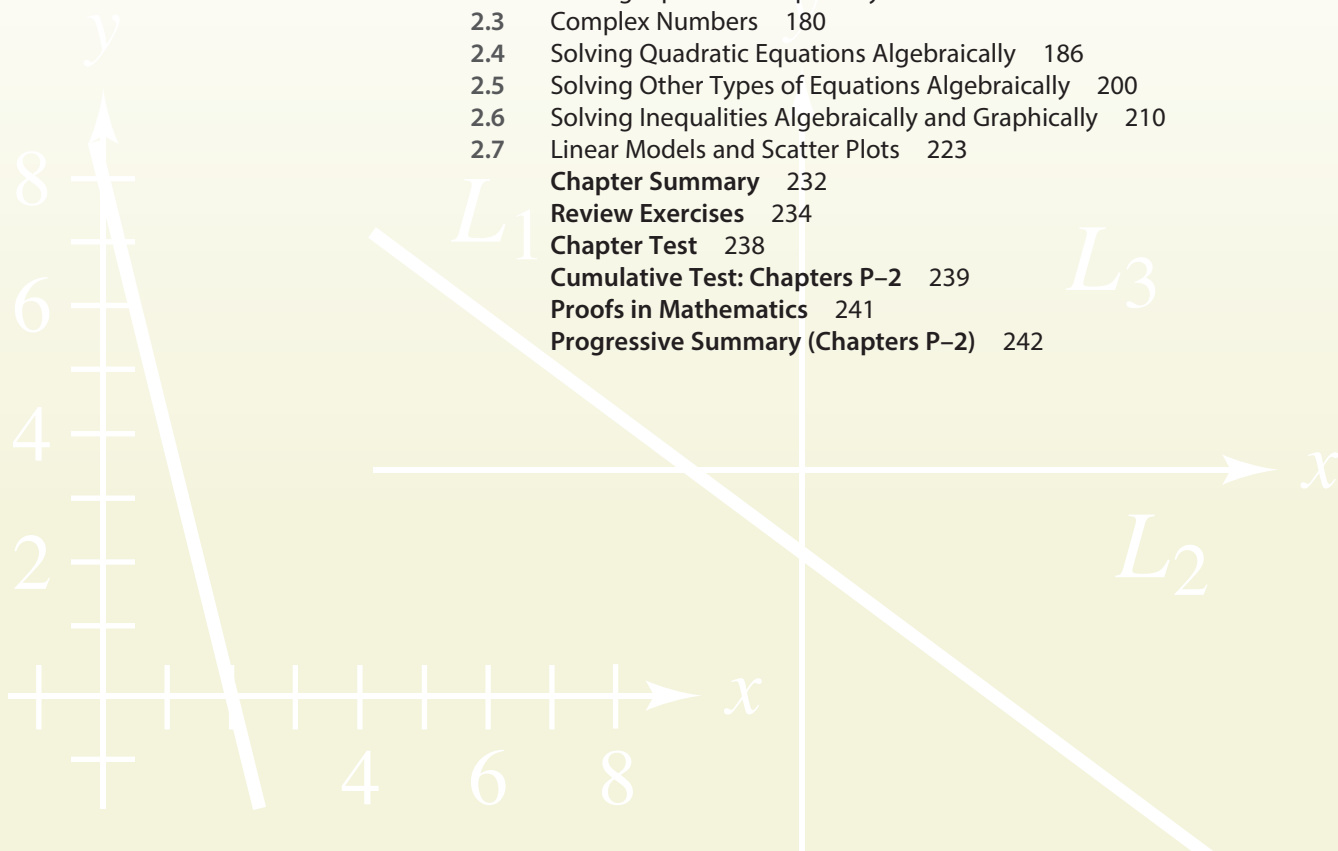 2.3 Complex Numbers 180
2.4 Solving Quadratic Equations Algebraically 186
2.5 Solving Other Types of Equations Algebraically 200
2.6 Solving Inequalities Algebraically and Graphically 210
2.7 Linear Models and Scatter Plots 223
Chapter Summary 232
Review Exercises 234
Chapter Test 238
Cumulative Test: Chapters P–2 239
Proofs in Mathematics 241
Progressive Summary (Chapters P–2) 242
y
8
6
4
2
4 6 8
x
L1
L3
x
L2